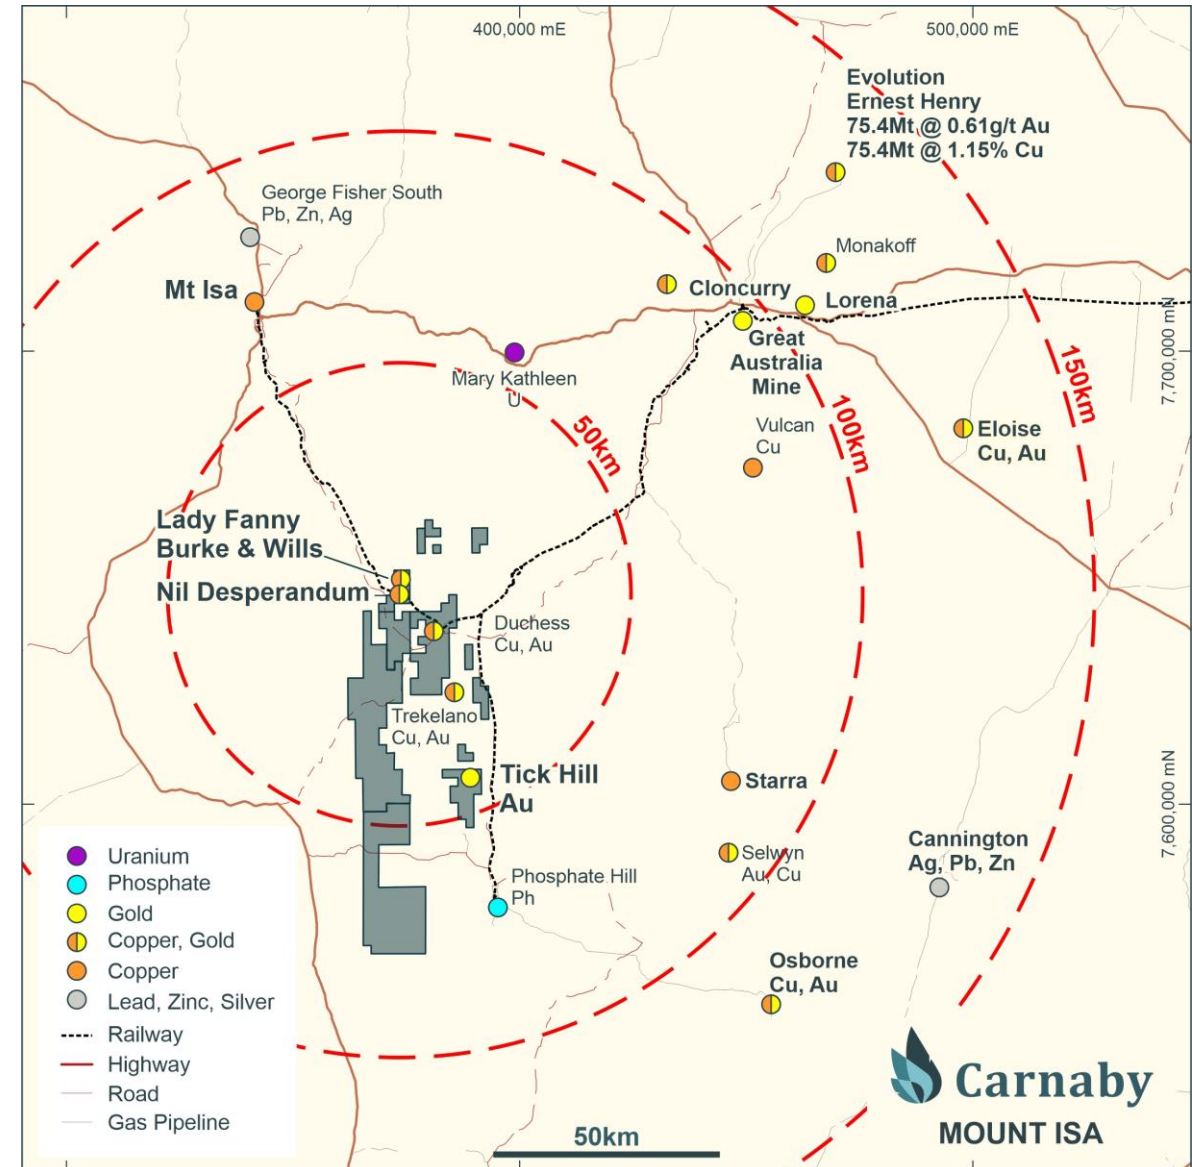 400,000 mE
500,000 mE
Evolution
Ernest Henry
75.4Mt @ 0.61g/t Au
75.4Mt @ 1.15% Cu
George Fisher South
Pb, Zn, Ag
Monakoff
Mt Isa
Cloncurry
Lorena
Great
Australia
Mine
7,700,000 mN
Mary Kathleen
U
50km
100km
150km
Vulcan
Cu
Eloise
Cu, Au
Lady Fanny
Burke & Wills
Nil Desperandum
Duchess
Cu, Au
Trekelano
Cu, Au
Tick Hill
Au
Starra
7,600,000 mN
Cannington
Ag, Pb, Zn
Selwyn
Au, Cu
Phosphate Hill
Ph
Osborne
Cu, Au
Uranium
Phosphate
Gold
Copper, Gold
Copper
Lead, Zinc, Silver
Railway
Highway
Road
Gas Pipeline
50km
Carnaby
MOUNT ISA